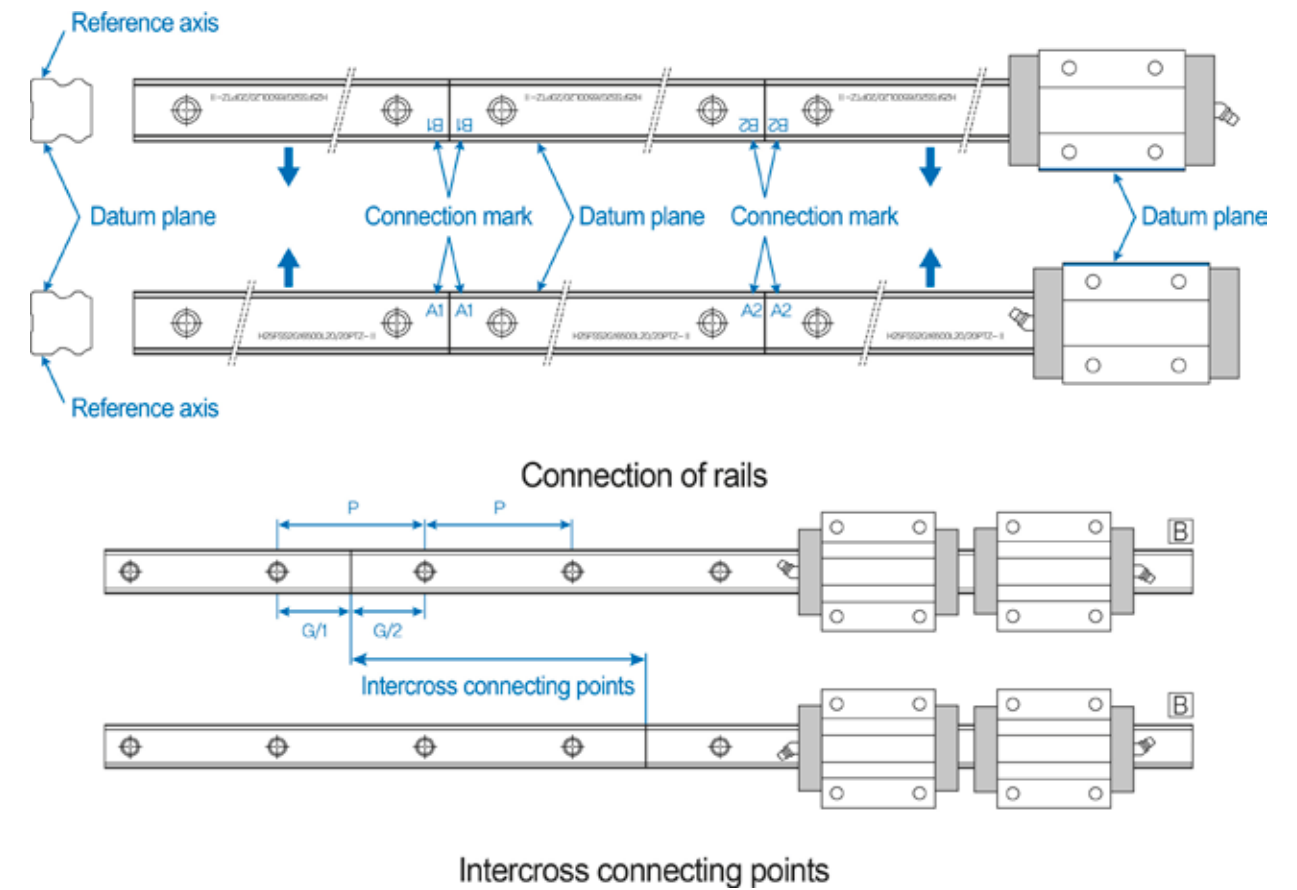 Reference axis
B1 B1
B2 B2
Datum plane
Connection mark
Datum plane
Connection mark
Datum plane
A1 A1
A2 A2
Reference axis
Connection of rails
P
P
B
G/1
G/2
Intercross connecting points
B
Intercross connecting points